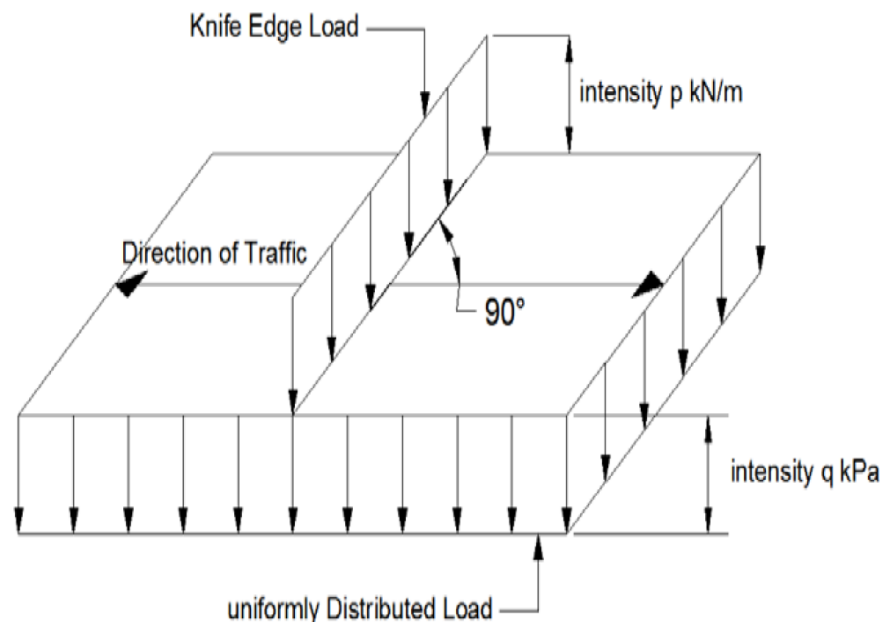 Knife Edge Load
intensity p kN/m
Direction of Traffic
90°
intensity q kPa
uniformly Distributed Load